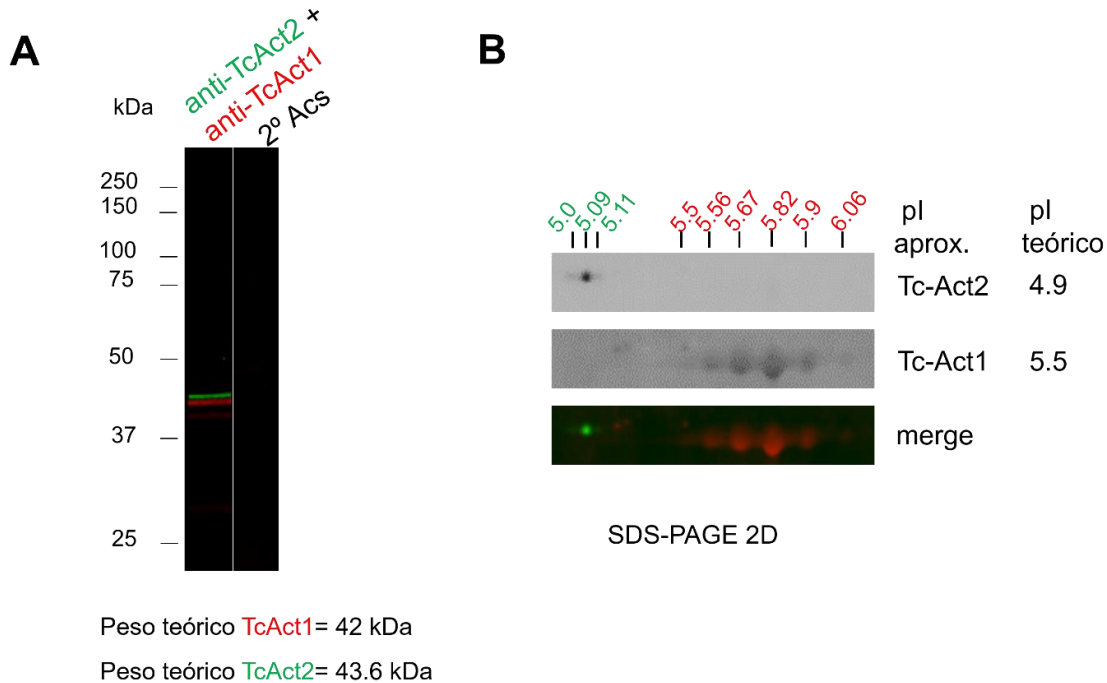 A
anti-TcAct2 +
anti-TcAct1
2º Acs
kDa
250
150
100
75
50
37
25
Peso teórico TcAct1= 42 kDa
Peso teórico TcAct2= 43.6 kDa
B
5.0
5.09
5.11
5.5
5.56
5.67
5.82
5.9
6.06
pI aprox.
pI teórico
Tc-Act2 4.9
Tc-Act1 5.5
merge
SDS-PAGE 2D